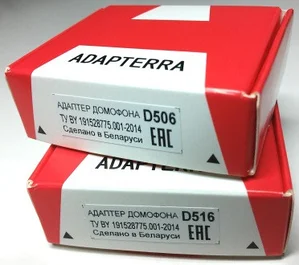 ADAPTERRA
АДАПТЕР ДОМОФОНА D506
ТУ BY 191528775.001-2014
Сделано в Беларуси EAC
ADAPTERRA
АДАПТЕР ДОМОФОНА D516
ТУ BY 191528775.001-2014
Сделано в Беларуси EAC